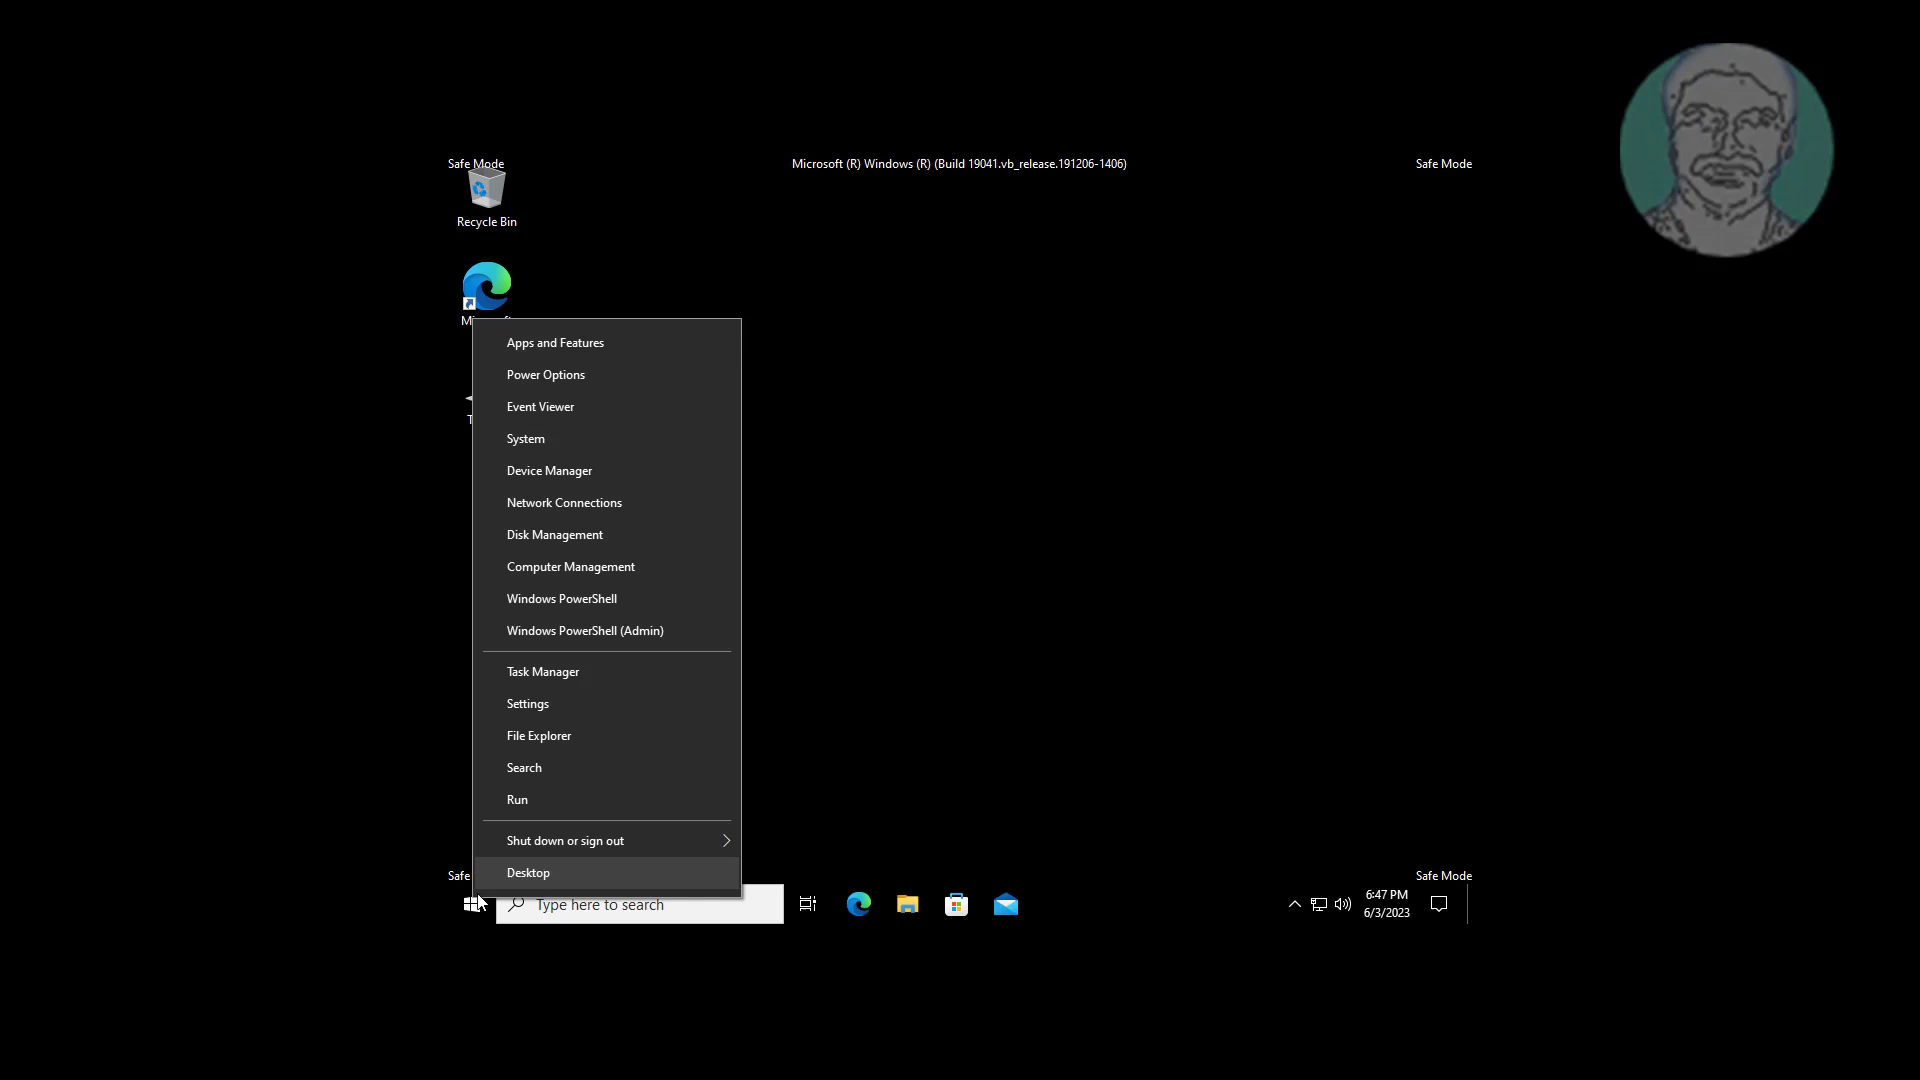 Safe Mode
Microsoft (R) Windows (R) (Build 19041.vb_release.191206-1406)
Safe Mode
Recycle Bin
Apps and Features
Power Options
Event Viewer
System
Device Manager
Network Connections
Disk Management
Computer Management
Windows PowerShell
Windows PowerShell (Admin)
Task Manager
Settings
File Explorer
Search
Run
Shut down or sign out
Desktop
Safe
Safe Mode
Type here to search
6:47 PM
6/3/2023